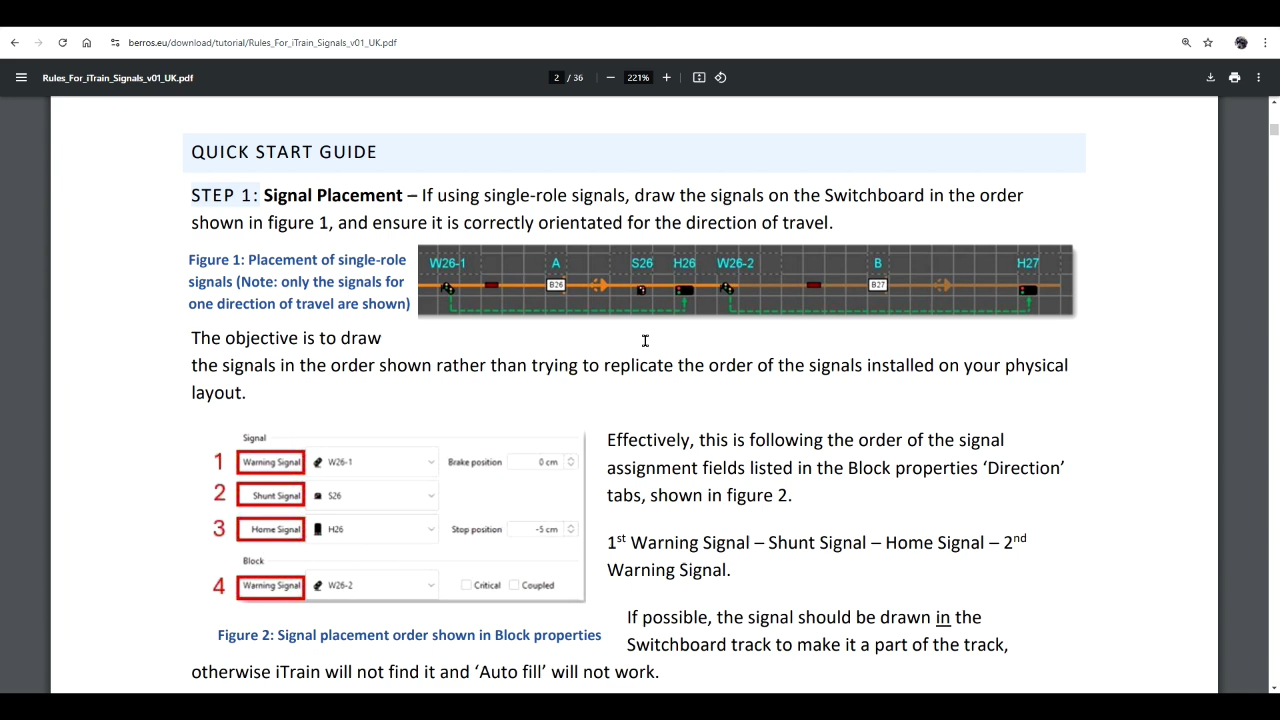 berros.eu/download/tutorial/Rules_For_iTrain_Signals_v01_UK.pdf
Rules_For_iTrain_Signals_v01_UK.pdf
2 / 36
221%
QUICK START GUIDE
STEP 1: Signal Placement – If using single-role signals, draw the signals on the Switchboard in the order
shown in figure 1, and ensure it is correctly orientated for the direction of travel.
Figure 1: Placement of single-role
signals (Note: only the signals for
one direction of travel are shown)
W26-1 A S26 H26 W26-2 B H27
B26 B27
The objective is to draw
the signals in the order shown rather than trying to replicate the order of the signals installed on your physical
layout.
Signal
1 Warning Signal W26-1 Brake position 0 cm
2 Shunt Signal S26
3 Home Signal H26 Stop position -5 cm
Block
4 Warning Signal W26-2 Critical Coupled
Figure 2: Signal placement order shown in Block properties
Effectively, this is following the order of the signal
assignment fields listed in the Block properties ‘Direction’
tabs, shown in figure 2.
1st Warning Signal – Shunt Signal – Home Signal – 2nd
Warning Signal.
If possible, the signal should be drawn in the
Switchboard track to make it a part of the track,
otherwise iTrain will not find it and ‘Auto fill’ will not work.